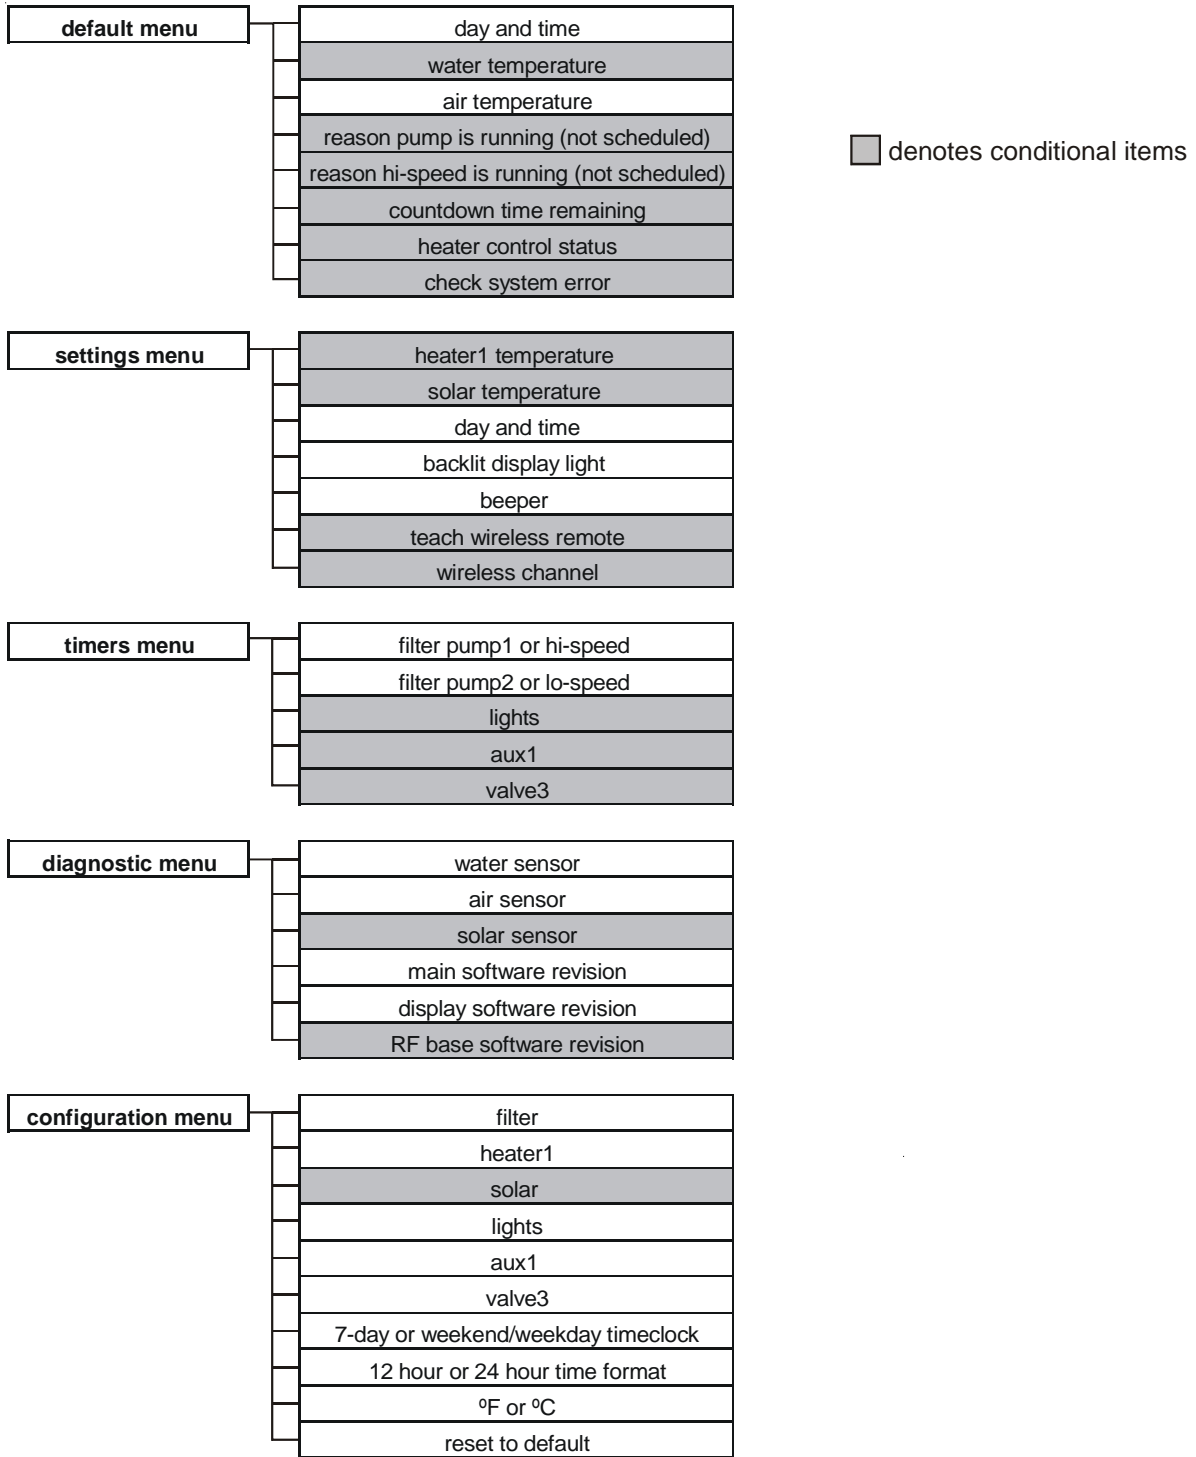 default menu
day and time
water temperature
air temperature
reason pump is running (not scheduled)
reason hi-speed is running (not scheduled)
countdown time remaining
heater control status
check system error
denotes conditional items
settings menu
heater1 temperature
solar temperature
day and time
backlit display light
beeper
teach wireless remote
wireless channel
timers menu
filter pump1 or hi-speed
filter pump2 or lo-speed
lights
aux1
valve3
diagnostic menu
water sensor
air sensor
solar sensor
main software revision
display software revision
RF base software revision
configuration menu
filter
heater1
solar
lights
aux1
valve3
7-day or weekend/weekday timeclock
12 hour or 24 hour time format
ºF or ºC
reset to default